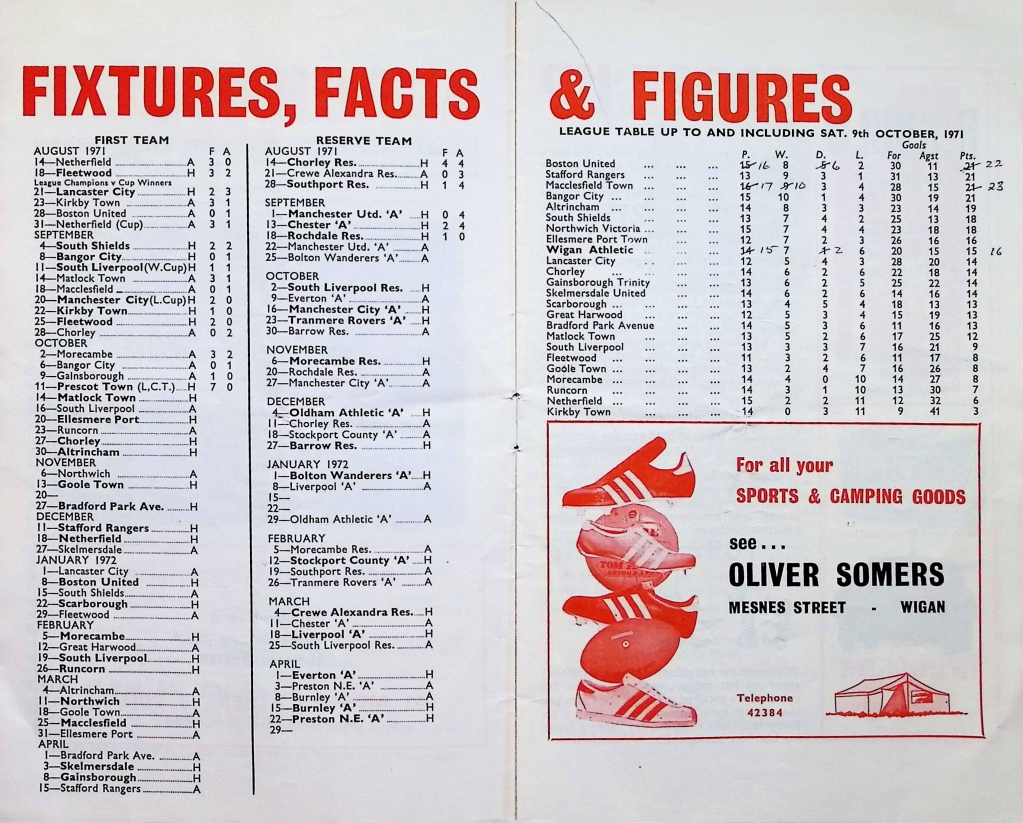 FIXTURES, FACTS
FIRST TEAM
AUGUST 1971 F A
14—Netherfield A 3 0
18—Fleetwood H 3 2
League Champions v Cup Winners
21—Lancaster City H 2 3
23—Kirkby Town A 3 1
28—Boston United A 0 1
31—Netherfield (Cup) A 3 1
SEPTEMBER
4—South Shields H 2 2
8—Bangor City H 0 1
11—South Liverpool(W.Cup)H 1 1
14—Matlock Town A 3 1
18—Macclesfield A 0 1
20—Manchester City(L.Cup)H 2 0
22—Kirkby Town H 1 0
25—Fleetwood H 2 0
28—Chorley A 0 2
OCTOBER
2—Morecambe A 3 2
6—Bangor City A 0 1
9—Gainsborough A 1 0
11—Prescot Town (L.C.T.) H 7 0
14—Matlock Town H
16—South Liverpool A
20—Ellesmere Port H
23—Runcorn A
27—Chorley H
30—Altrincham H
NOVEMBER
6—Northwich A
13—Goole Town H
20—
27—Bradford Park Ave. H
DECEMBER
11—Stafford Rangers H
18—Netherfield H
27—Skelmersdale A
JANUARY 1972
1—Lancaster City A
8—Boston United H
15—South Shields A
22—Scarborough H
29—Fleetwood A
FEBRUARY
5—Morecambe H
12—Great Harwood A
19—South Liverpool H
26—Runcorn H
MARCH
4—Altrincham A
11—Northwich H
18—Goole Town A
25—Macclesfield H
31—Ellesmere Port A
APRIL
1—Bradford Park Ave. A
3—Skelmersdale H
8—Gainsborough H
15—Stafford Rangers A
RESERVE TEAM
AUGUST 1971 F A
14—Chorley Res. H 4 4
21—Crewe Alexandra Res. A 0 3
28—Southport Res. H 1 4
SEPTEMBER
1—Manchester Utd. 'A' H 0 4
13—Chester 'A' H 2 4
18—Rochdale Res. H 1 0
22—Manchester Utd. 'A' A
25—Bolton Wanderers 'A' A
OCTOBER
2—South Liverpool Res. H
9—Everton 'A' A
16—Manchester City 'A' H
23—Tranmere Rovers 'A' H
30—Barrow Res. A
NOVEMBER
6—Morecambe Res. H
20—Rochdale Res. A
27—Manchester City 'A' A
DECEMBER
4—Oldham Athletic 'A' H
11—Chorley Res. A
18—Stockport County 'A' A
27—Barrow Res. H
JANUARY 1972
1—Bolton Wanderers 'A' H
8—Liverpool 'A' A
15—
22—
29—Oldham Athletic 'A' A
FEBRUARY
5—Morecambe Res. A
12—Stockport County 'A' H
19—Southport Res. A
26—Tranmere Rovers 'A' A
MARCH
4—Crewe Alexandra Res. H
11—Chester 'A' A
18—Liverpool 'A' H
25—South Liverpool Res. A
APRIL
1—Everton 'A' H
3—Preston N.E. 'A' A
8—Burnley 'A' A
15—Burnley 'A' H
22—Preston N.E. 'A' H
29—
& FIGURES
LEAGUE TABLE UP TO AND INCLUDING SAT. 9th OCTOBER, 1971
Goals
P. W. D. L. For Agst Pts.
Boston United ... ... ... 15 16 8 5 6 2 30 11 21 22
Stafford Rangers ... ... 13 9 3 1 31 13 21
Macclesfield Town ... ... 16 17 9 10 3 4 28 15 21 23
Bangor City ... ... ... 15 10 1 4 30 19 21
Altrincham ... ... ... 14 8 3 3 23 14 19
South Shields ... ... ... 13 7 4 2 25 13 18
Northwich Victoria ... ... ... 15 7 4 4 23 18 18
Ellesmere Port Town ... ... 12 7 2 3 26 16 16
Wigan Athletic ... ... ... 14 15 7 1 2 6 20 15 15 16
Lancaster City ... ... ... 12 5 4 3 28 20 14
Chorley ... ... ... ... 14 6 2 6 22 18 14
Gainsborough Trinity ... ... 13 6 2 5 25 22 14
Skelmersdale United ... ... 14 6 2 6 14 16 14
Scarborough ... ... ... ... 13 4 5 4 18 13 13
Great Harwood ... ... ... 12 5 3 4 15 19 13
Bradford Park Avenue ... ... 14 5 3 6 11 16 13
Matlock Town ... ... ... 13 5 2 6 17 25 12
South Liverpool ... ... ... 13 3 3 7 16 21 9
Fleetwood ... ... ... ... 11 3 2 6 11 17 8
Goole Town ... ... ... ... 13 2 4 7 16 26 8
Morecambe ... ... ... ... 14 4 0 10 14 27 8
Runcorn ... ... ... ... 14 3 1 10 13 30 7
Netherfield ... ... ... ... 15 2 2 11 12 32 6
Kirkby Town ... ... ... ... 14 0 3 11 9 41 3
For all your
SPORTS & CAMPING GOODS
see...
OLIVER SOMERS
MESNES STREET - WIGAN
Telephone
42384